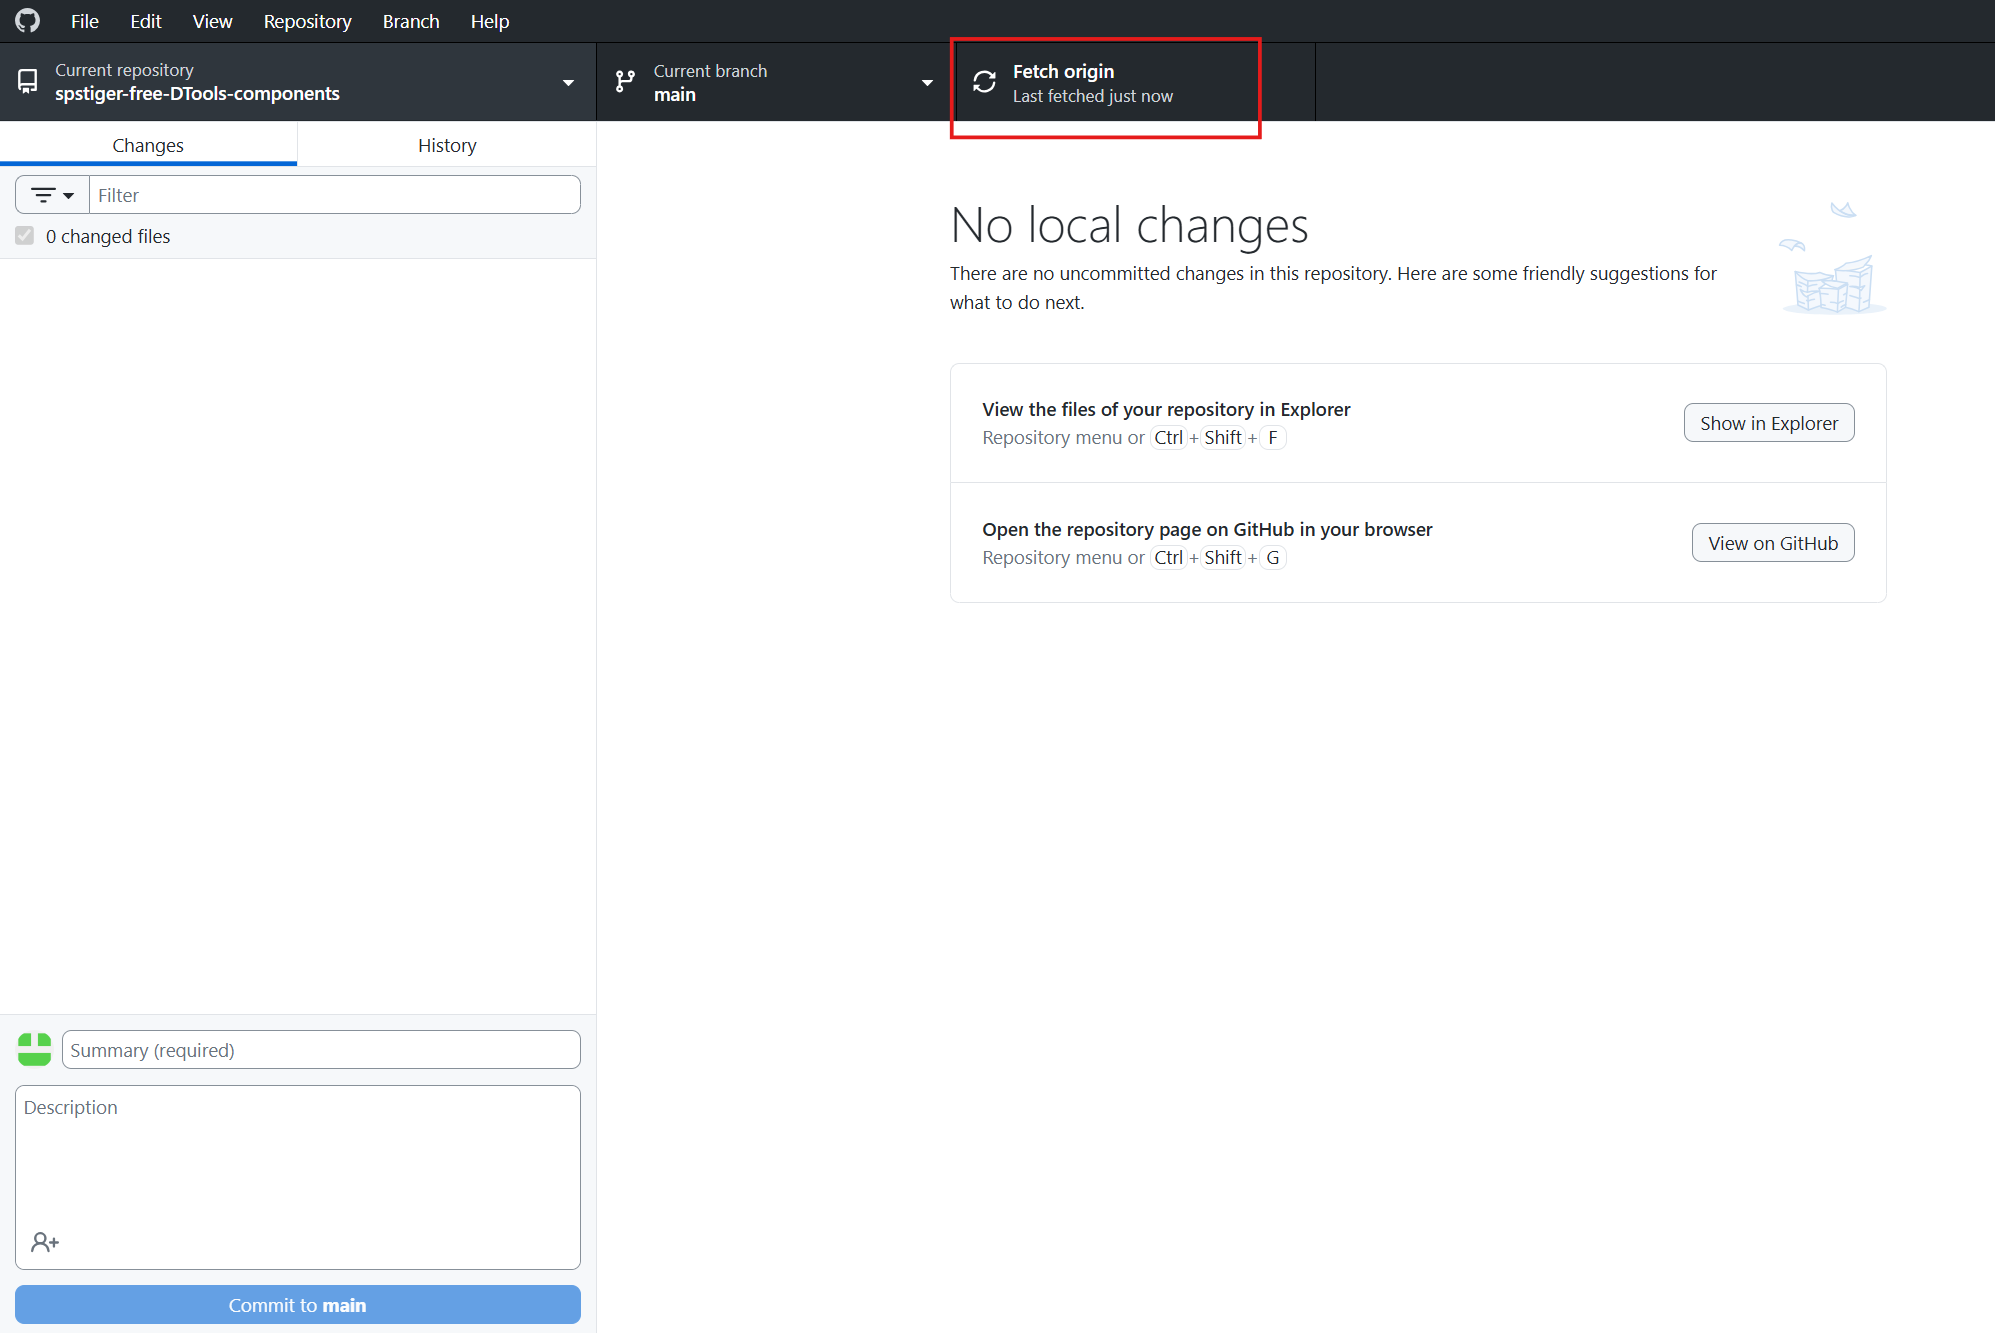 File Edit View Repository Branch Help
Current repository
spstiger-free-DTools-components
Current branch
main
Fetch origin
Last fetched just now
Changes
History
Filter
0 changed files
No local changes
There are no uncommitted changes in this repository. Here are some friendly suggestions for
what to do next.
View the files of your repository in Explorer
Repository menu or Ctrl + Shift + F
Show in Explorer
Open the repository page on GitHub in your browser
Repository menu or Ctrl + Shift + G
View on GitHub
Summary (required)
Description
Commit to main